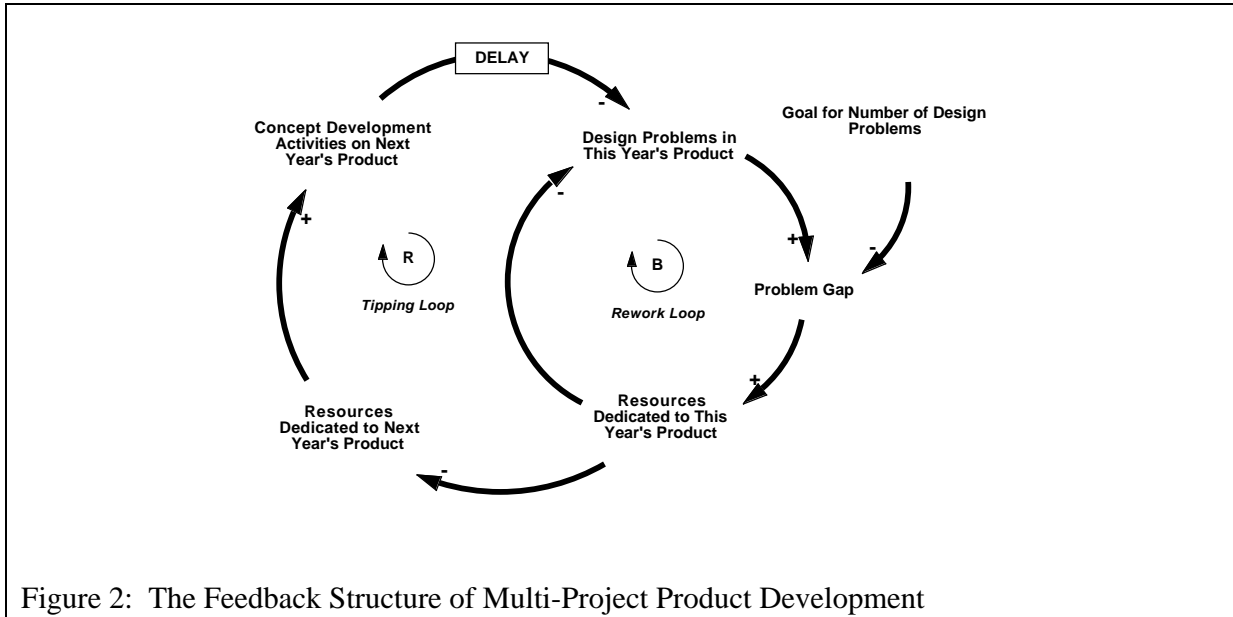 DELAY
-
Concept Development
Activities on Next
Year's Product
Design Problems in
This Year's Product
Goal for Number of Design
Problems
-
+
+
-
R
B
Tipping Loop
Rework Loop
Problem Gap
+
Resources
Dedicated to Next
Year's Product
Resources
Dedicated to This
Year's Product
-
Figure 2: The Feedback Structure of Multi-Project Product Development